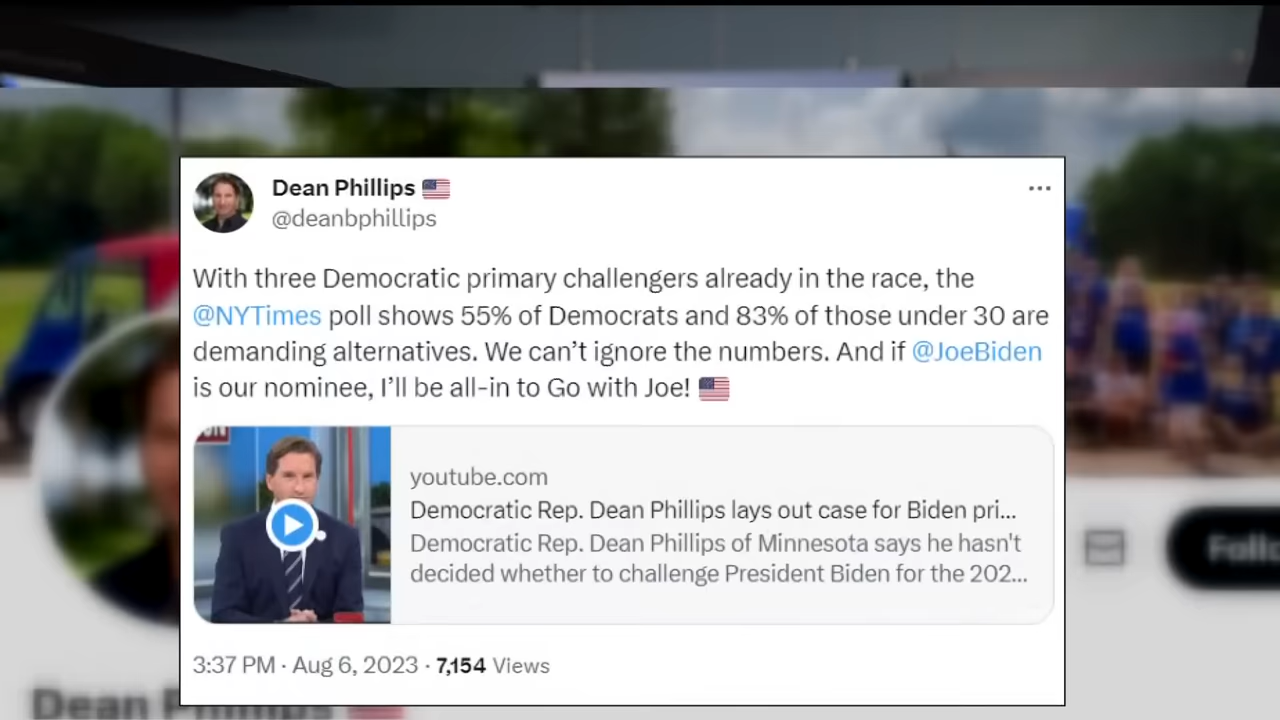 Dean Phillips
@deanbphillips
With three Democratic primary challengers already in the race, the
@NYTimes poll shows 55% of Democrats and 83% of those under 30 are
demanding alternatives. We can’t ignore the numbers. And if @JoeBiden
is our nominee, I’ll be all-in to Go with Joe!
youtube.com
Democratic Rep. Dean Phillips lays out case for Biden pri...
Democratic Rep. Dean Phillips of Minnesota says he hasn't
decided whether to challenge President Biden for the 202...
3:37 PM · Aug 6, 2023 · 7,154 Views
Dean Phillips